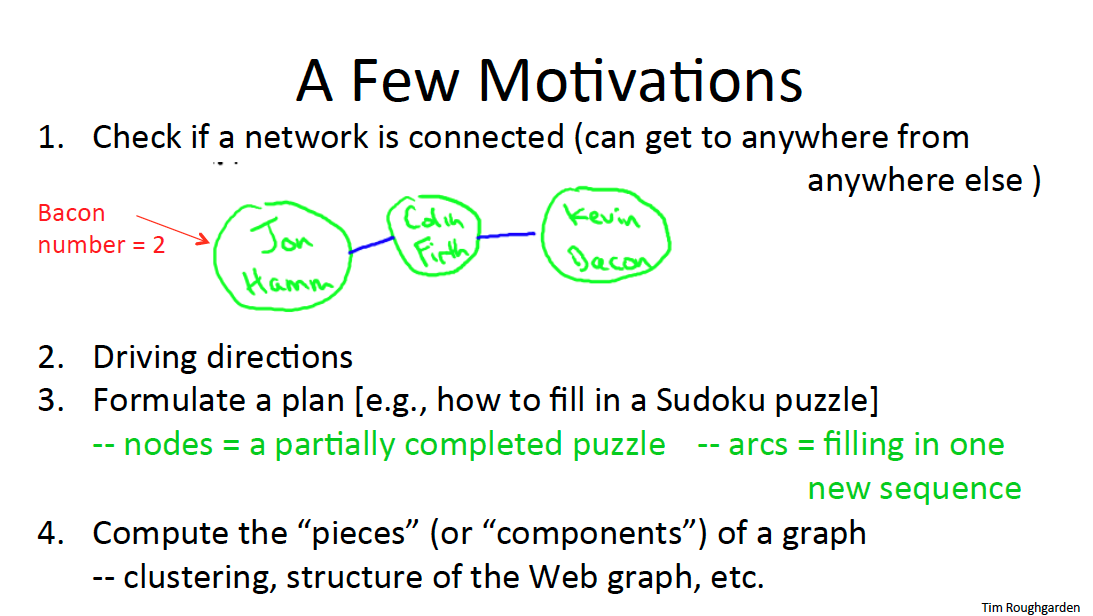 A Few Motivations
1. Check if a network is connected (can get to anywhere from
anywhere else )
Bacon
number = 2
Jon
Hamm
Colin
Firth
Kevin
Bacon
2. Driving directions
3. Formulate a plan [e.g., how to fill in a Sudoku puzzle]
-- nodes = a partially completed puzzle -- arcs = filling in one
new sequence
4. Compute the “pieces” (or “components”) of a graph
-- clustering, structure of the Web graph, etc.
Tim Roughgarden